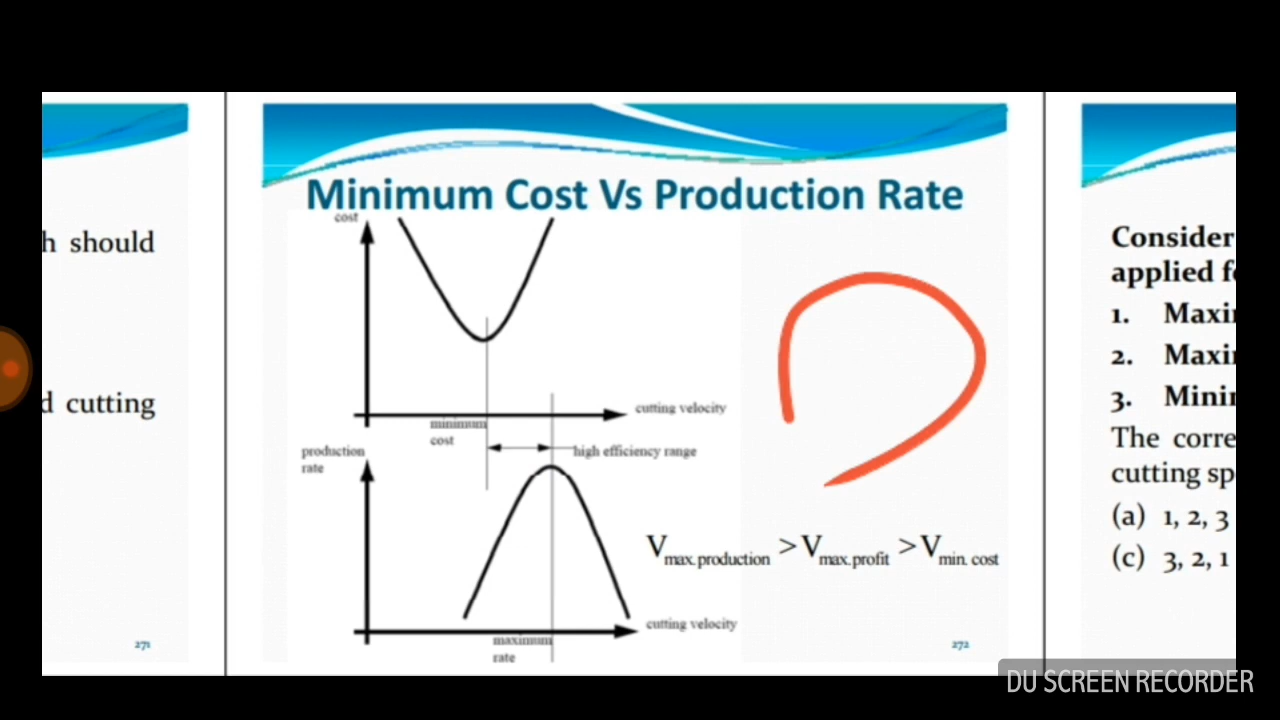 h should
d cutting
271
Minimum Cost Vs Production Rate
cost
cutting velocity
minimum
cost
production
rate
high efficiency range
Vmax.production >Vmax.profit >Vmin. cost
cutting velocity
maximum
rate
272
Consider
applied f
1. Maxi
2. Maxi
3. Mini
The corre
cutting sp
(a) 1, 2, 3
(c) 3, 2, 1
DU SCREEN RECORDER